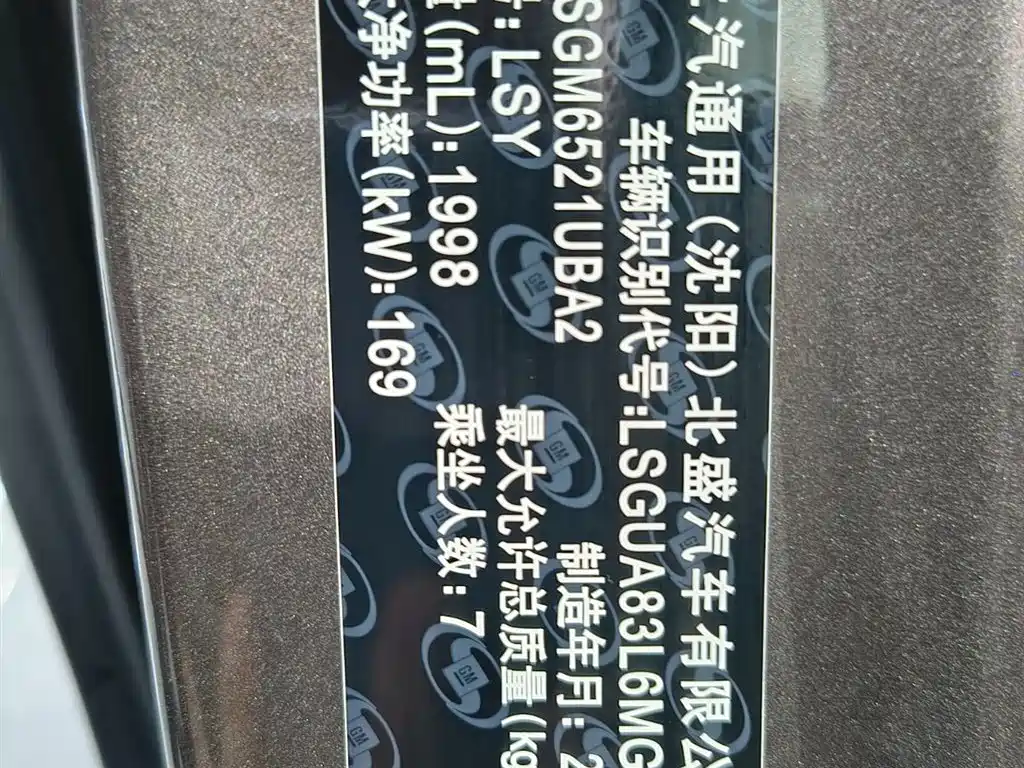 汽通用(沈阳)北盛汽车有限公
车辆识别代号:LSGUA83L6MG
SGM6521UBA2
制造年月:2
: LSY
最大允许总质量(kg
(mL): 1998
乘坐人数: 7
净功率(kW): 169
GM